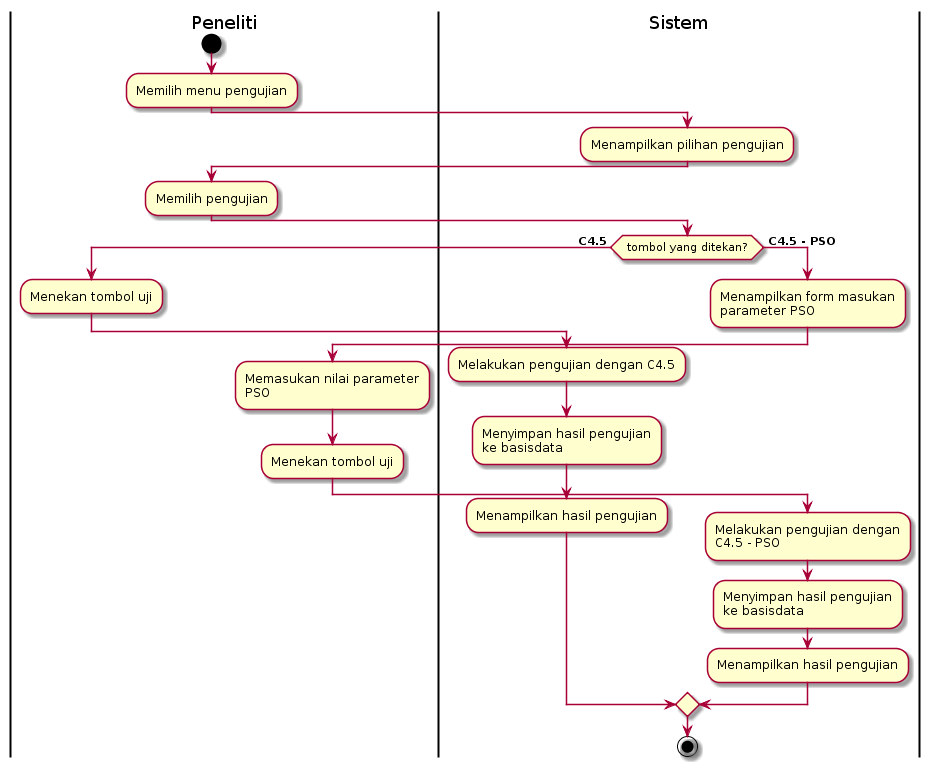 Peneliti
Sistem
Memilih menu pengujian
Menampilkan pilihan pengujian
Memilih pengujian
C4.5
tombol yang ditekan?
C4.5 - PSO
Menekan tombol uji
Menampilkan form masukan
parameter PSO
Melakukan pengujian dengan C4.5
Memasukan nilai parameter
PSO
Menyimpan hasil pengujian
ke basisdata
Menekan tombol uji
Menampilkan hasil pengujian
Melakukan pengujian dengan
C4.5 - PSO
Menyimpan hasil pengujian
ke basisdata
Menampilkan hasil pengujian